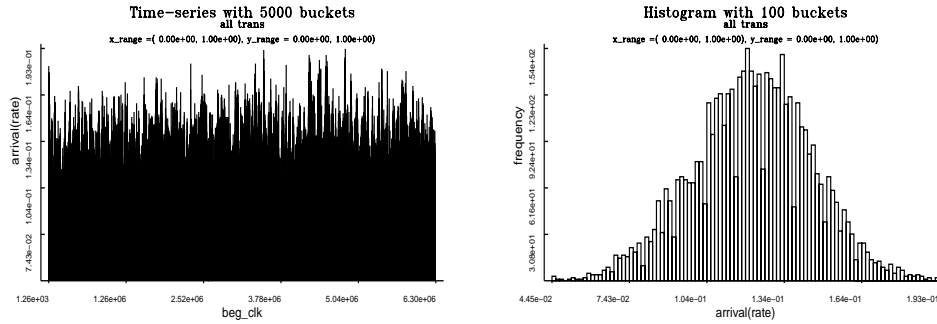 Time-series with 5000 buckets
all trans
x_range =( 0.00e+00, 1.00e+00), y_range = 0.00e+00, 1.00e+00)
arrival(rate)
1.93e-01
1.64e-01
1.34e-01
1.04e-01
7.43e-02
1.26e+03
1.26e+06
2.52e+06
3.78e+06
5.04e+06
6.30e+06
beg_clk
Histogram with 100 buckets
all trans
x_range =( 0.00e+00, 1.00e+00), y_range = 0.00e+00, 1.00e+00)
frequency
1.54e+02
1.23e+02
9.24e+01
6.16e+01
3.08e+01
4.45e-02
7.43e-02
1.04e-01
1.34e-01
1.64e-01
1.93e-01
arrival(rate)